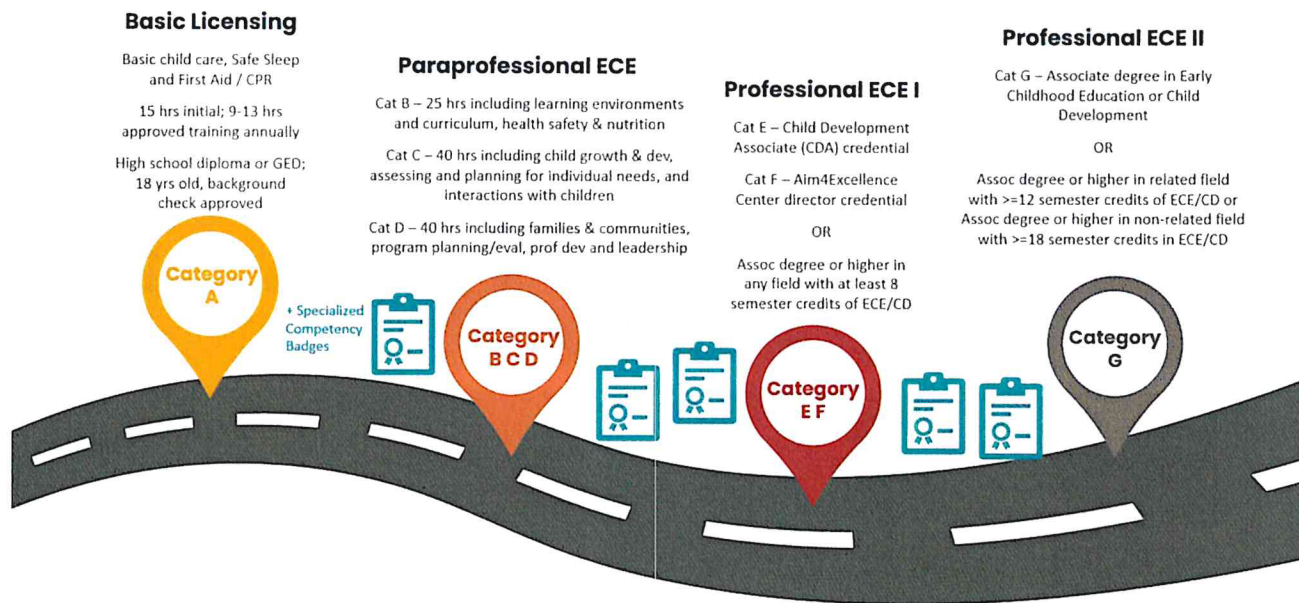 Basic Licensing
Basic child care, Safe Sleep
and First Aid / CPR
15 hrs initial; 9-13 hrs
approved training annually
High school diploma or GED;
18 yrs old, background
check approved
Category
A
+ Specialized
Competency
Badges
Paraprofessional ECE
Cat B – 25 hrs including learning environments
and curriculum, health safety & nutrition
Cat C – 40 hrs including child growth & dev,
assessing and planning for individual needs, and
interactions with children
Cat D – 40 hrs including families & communities,
program planning/eval, prof dev and leadership
Category
B C D
Professional ECE I
Cat E – Child Development
Associate (CDA) credential
Cat F – Aim4Excellence
Center director credential
OR
Assoc degree or higher in
any field with at least 8
semester credits of ECE/CD
Category
E F
Professional ECE II
Cat G – Associate degree in Early
Childhood Education or Child
Development
OR
Assoc degree or higher in related field
with >=12 semester credits of ECE/CD or
Assoc degree or higher in non-related field
with >=18 semester credits in ECE/CD
Category
G